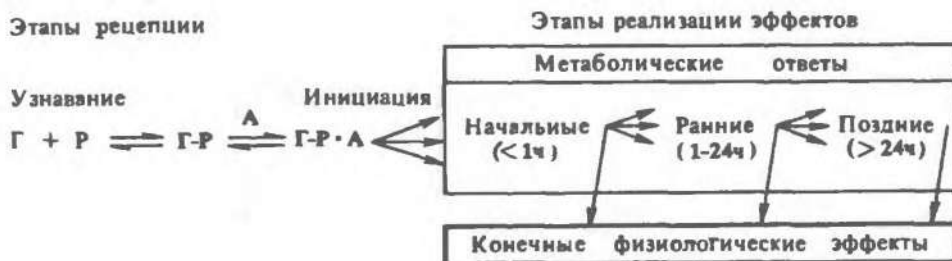 Этапы рецепции
Этапы реализации эффектов
Метаболические ответы
Узнавание
Инициация
А
Г + Р
Г-Р
Г-Р·А
Начальные
(<1ч)
Ранние
(1-24ч)
Поздние
(>24ч)
Конечные физиологические эффекты